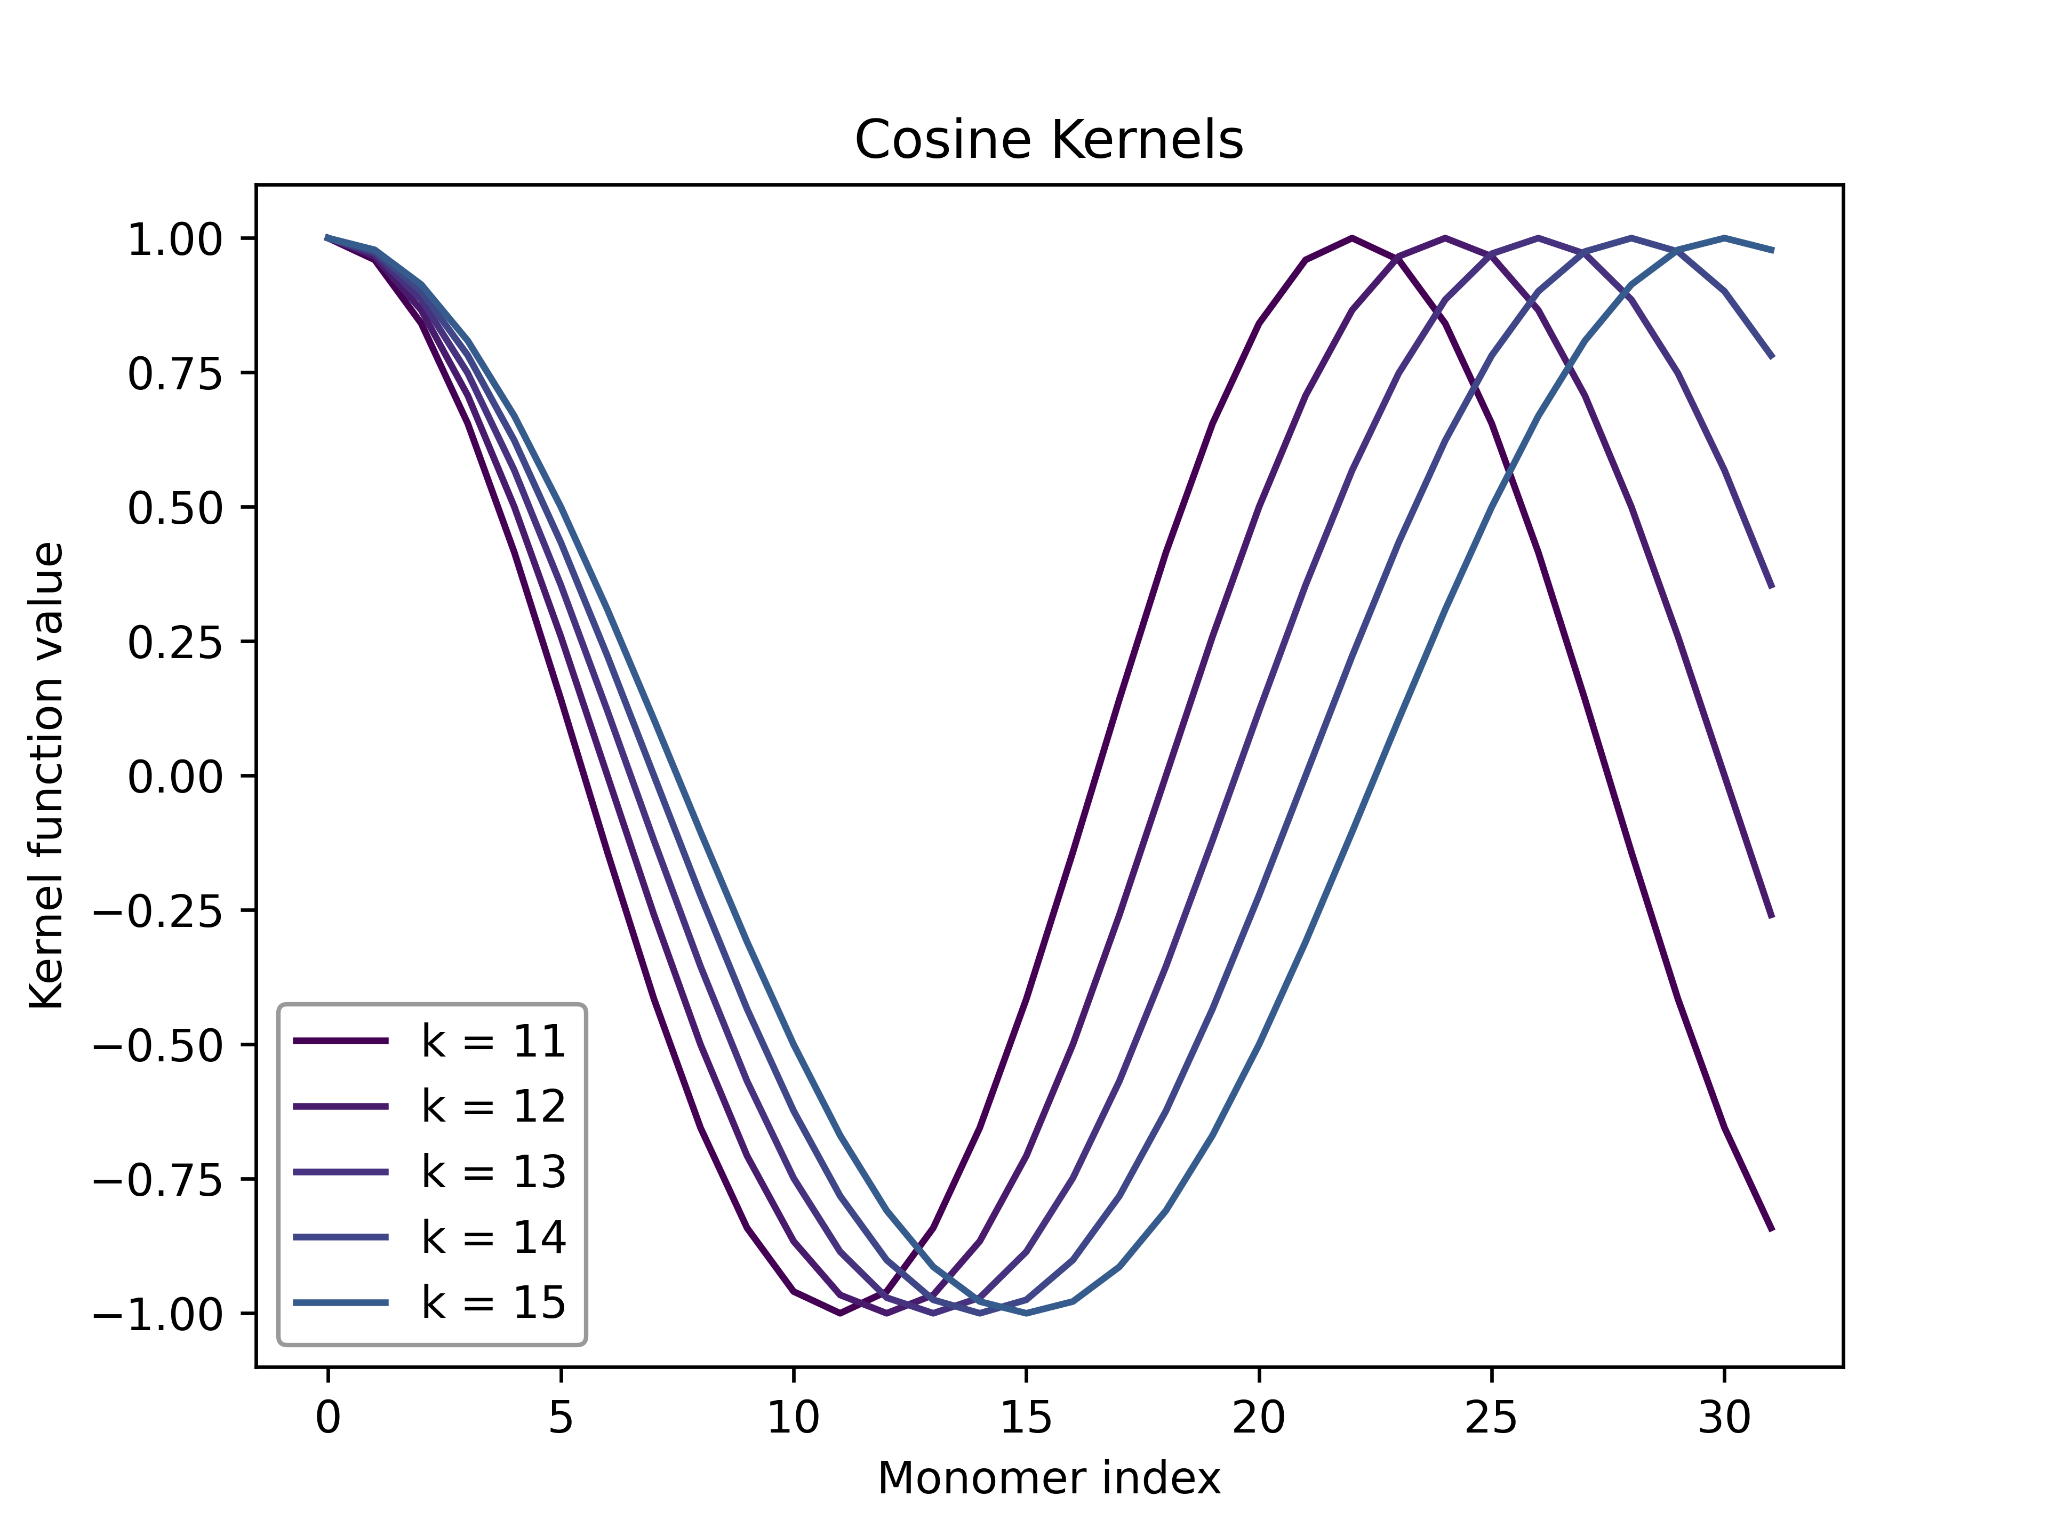 Cosine Kernels
Kernel function value
1.00
0.75
0.50
0.25
0.00
−0.25
−0.50
−0.75
−1.00
k = 11
k = 12
k = 13
k = 14
k = 15
0 5 10 15 20 25 30
Monomer index